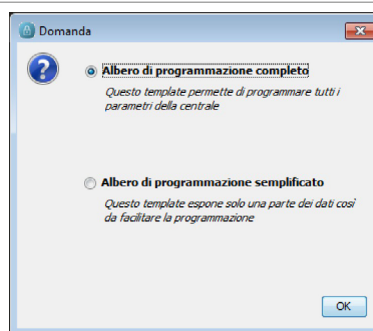 Domanda
Albero di programmazione completo
Questo template permette di programmare tutti i
parametri della centrale
Albero di programmazione semplificato
Questo template espone solo una parte dei dati così
da facilitare la programmazione
OK